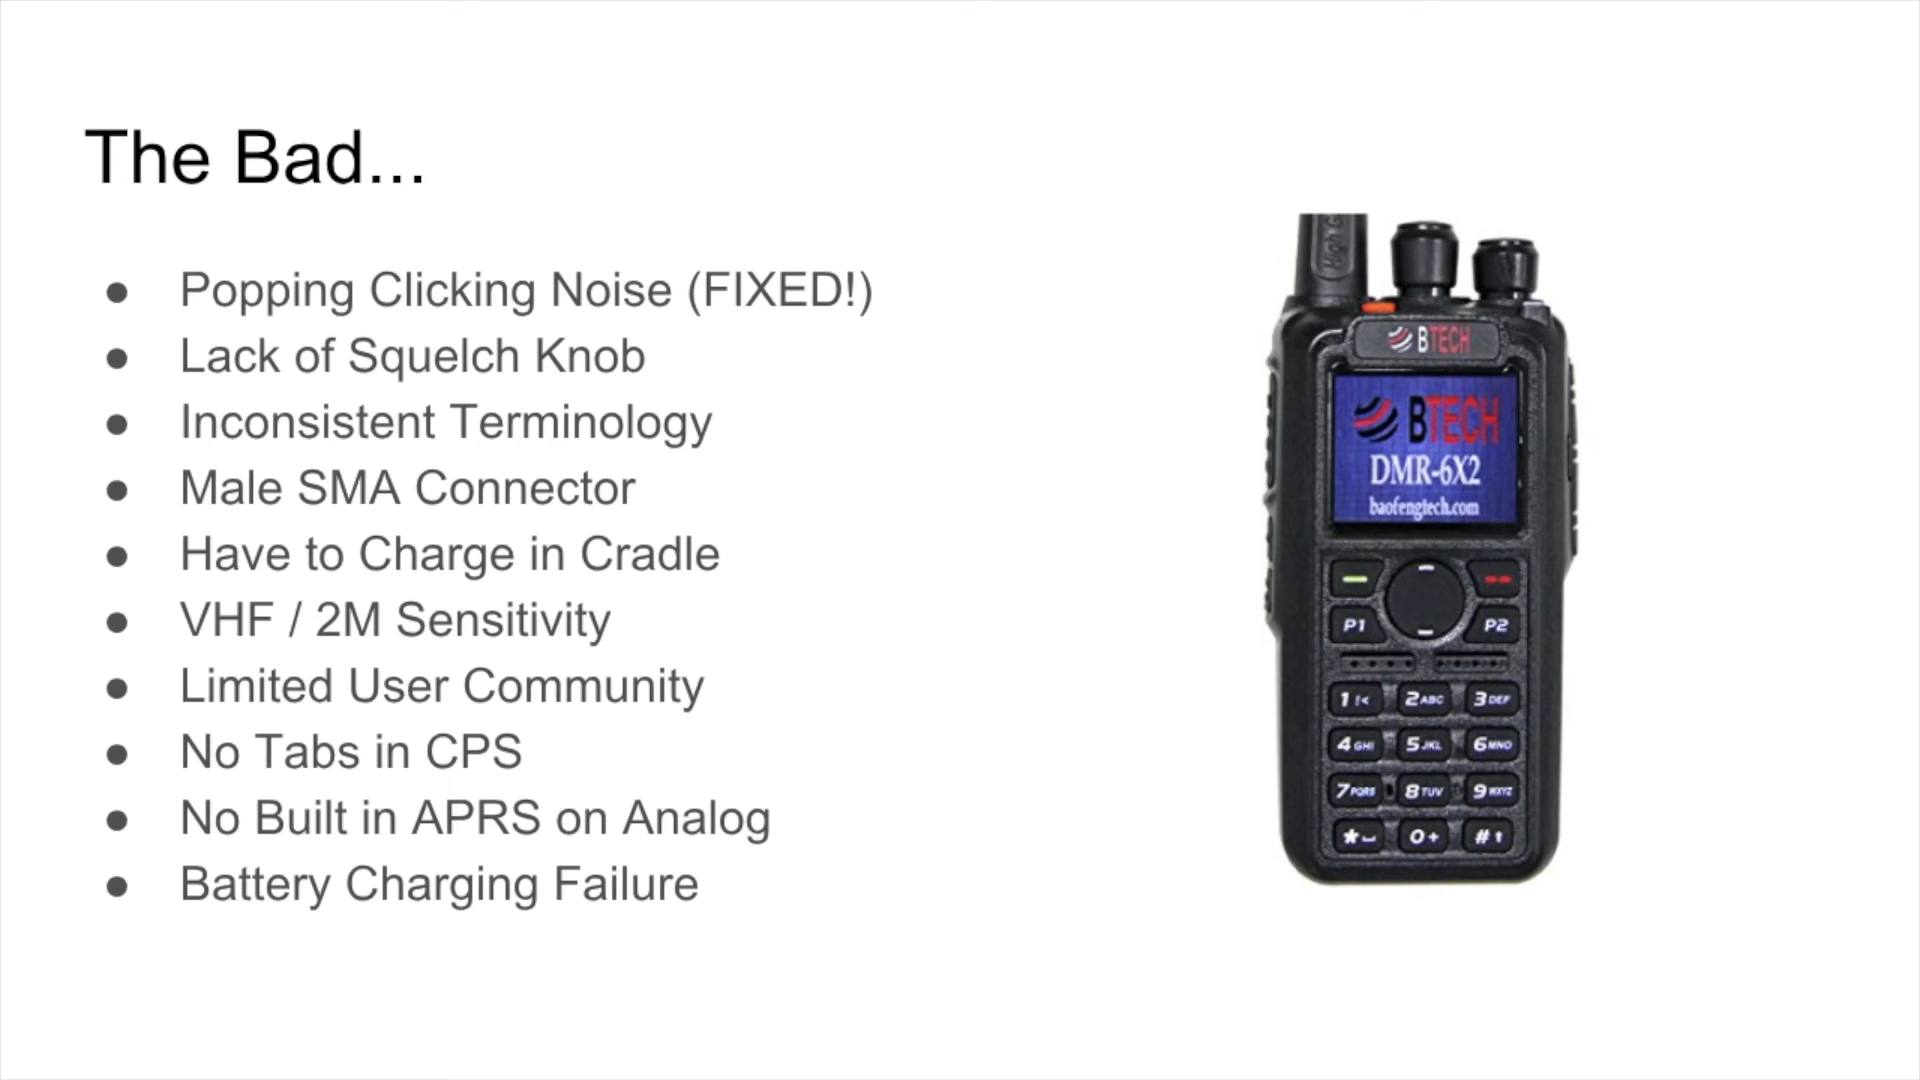 The Bad...
● Popping Clicking Noise (FIXED!)
● Lack of Squelch Knob
● Inconsistent Terminology
● Male SMA Connector
● Have to Charge in Cradle
● VHF / 2M Sensitivity
● Limited User Community
● No Tabs in CPS
● No Built in APRS on Analog
● Battery Charging Failure
High
BTECH
BTECH
DMR-6X2
baofengtech.com
P1 P2
1 2ABC 3DEF
4GHI 5JKL 6MNO
7PQRS 8TUV 9WXYZ
* 0+ #